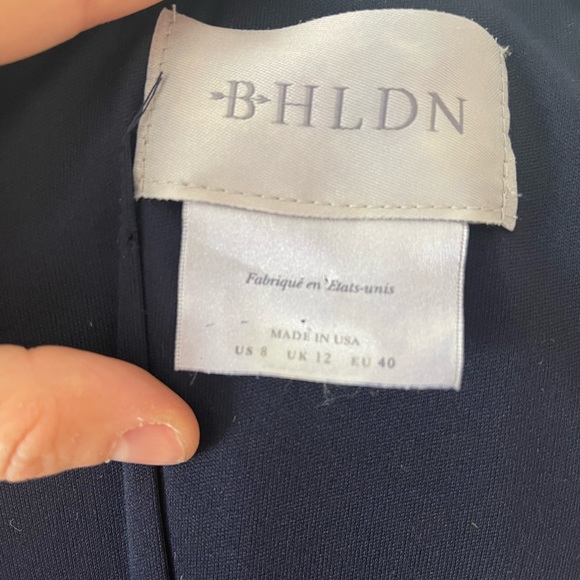 BHLDN
Fabriqué en Etats-unis
MADE IN USA
US 8 UK 12 EU 40